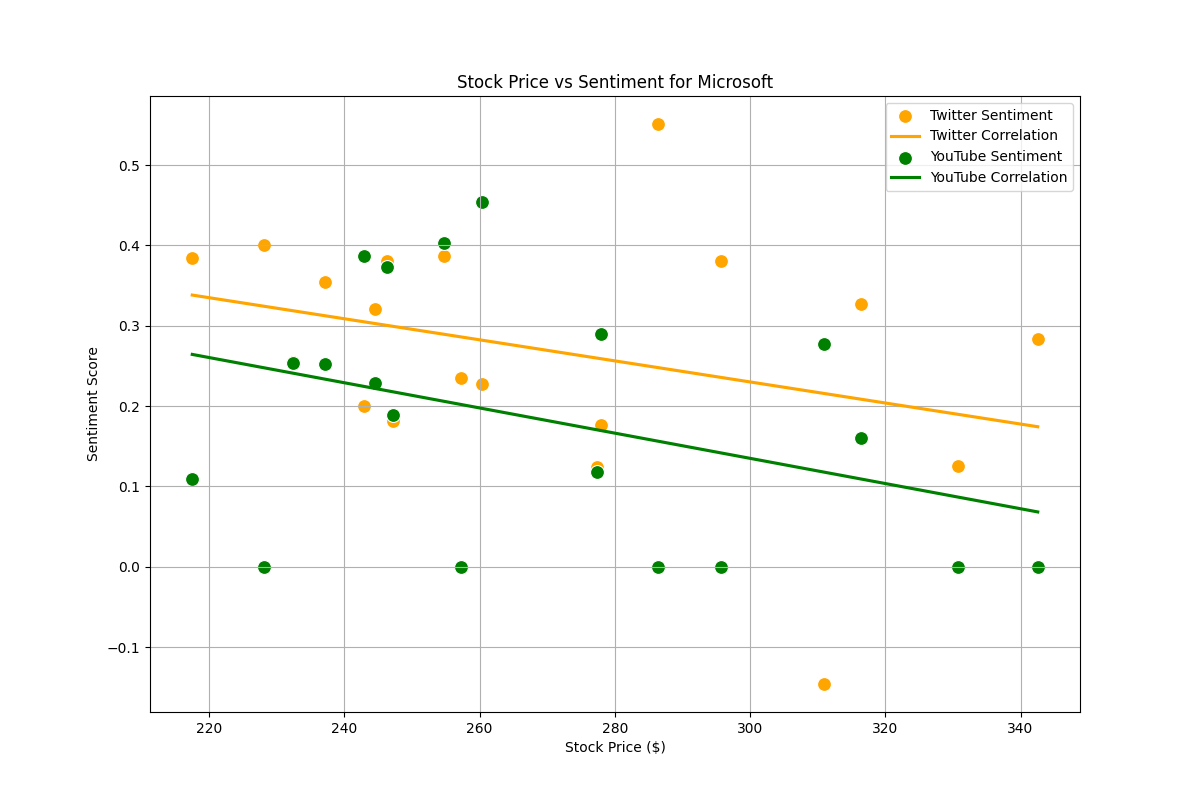 Stock Price vs Sentiment for Microsoft
Twitter Sentiment
Twitter Correlation
YouTube Sentiment
YouTube Correlation
Sentiment Score
0.5
0.4
0.3
0.2
0.1
0.0
−0.1
220 240 260 280 300 320 340
Stock Price ($)